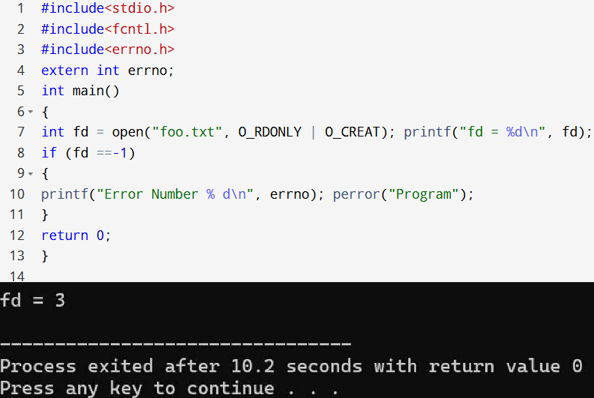 1 #include<stdio.h>
2 #include<fcntl.h>
3 #include<errno.h>
4 extern int errno;
5 int main()
6 {
7 int fd = open("foo.txt", O_RDONLY | O_CREAT); printf("fd = %d\n", fd);
8 if (fd ==-1)
9 {
10 printf("Error Number % d\n", errno); perror("Program");
11 }
12 return 0;
13 }
14
fd = 3
--------------------------------
Process exited after 10.2 seconds with return value 0
Press any key to continue . . .